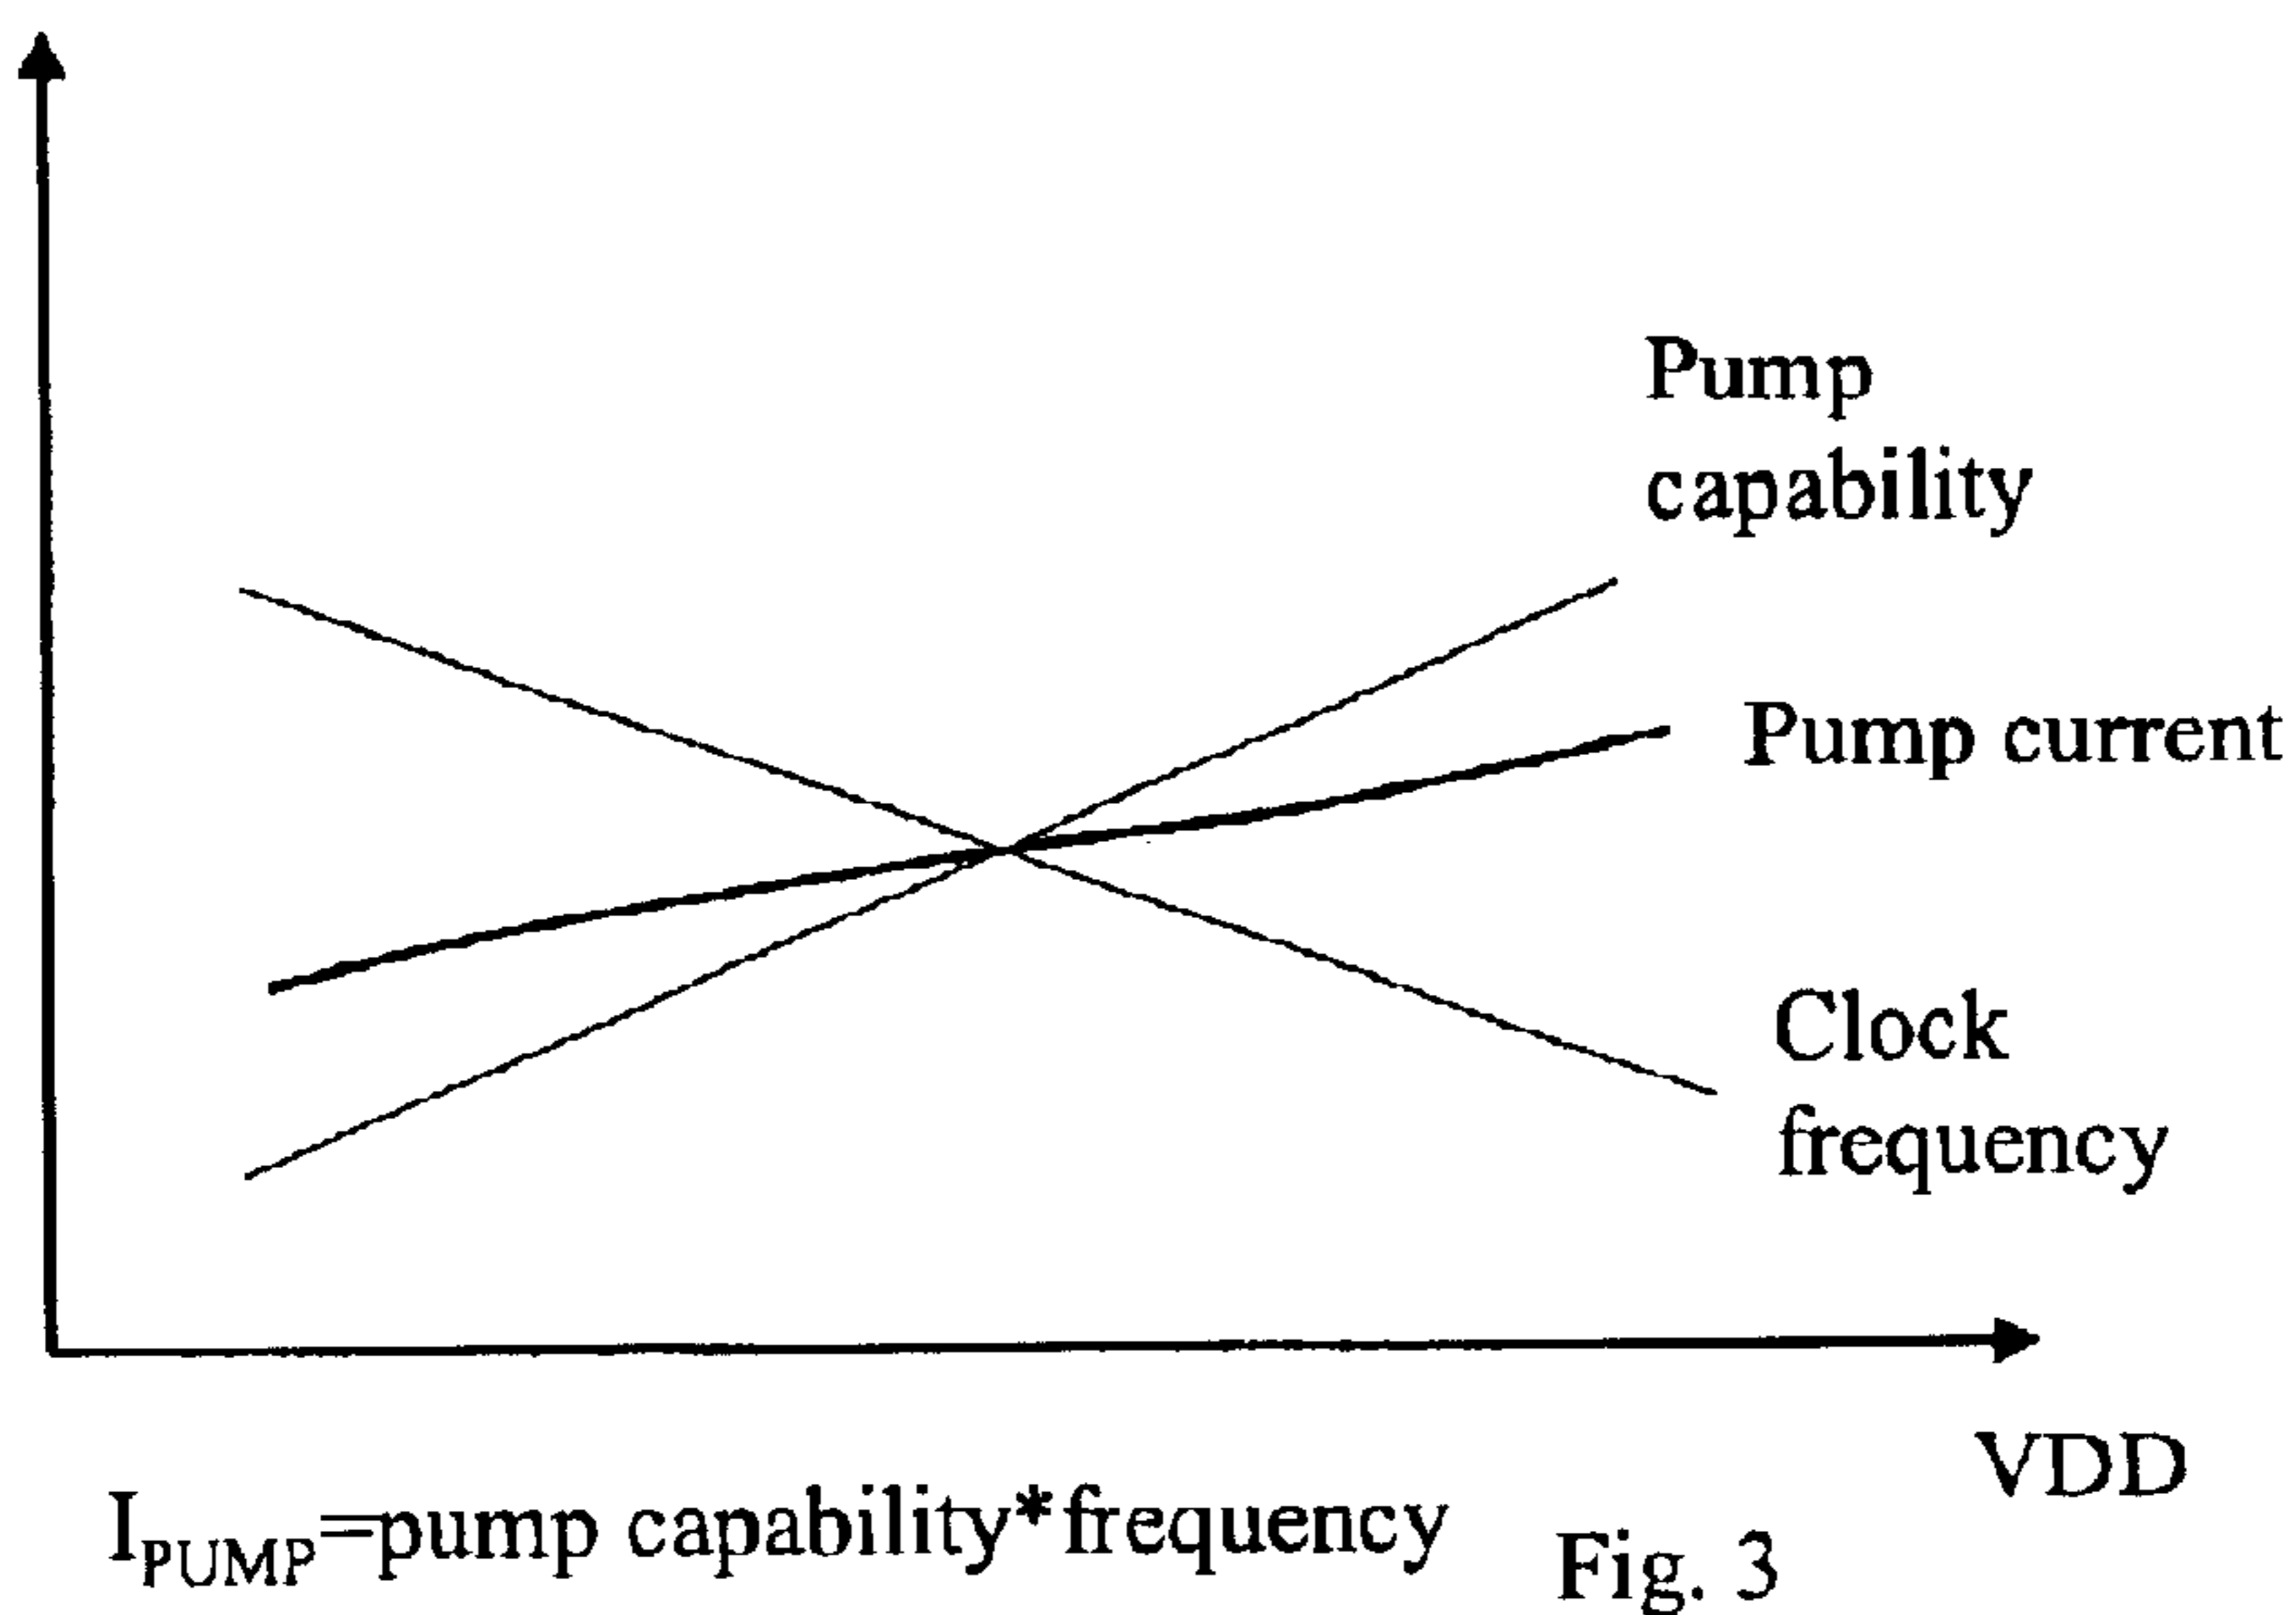 Pump
capability
Pump current
Clock
frequency
VDD
I_PUMP=pump capability*frequency
Fig. 3